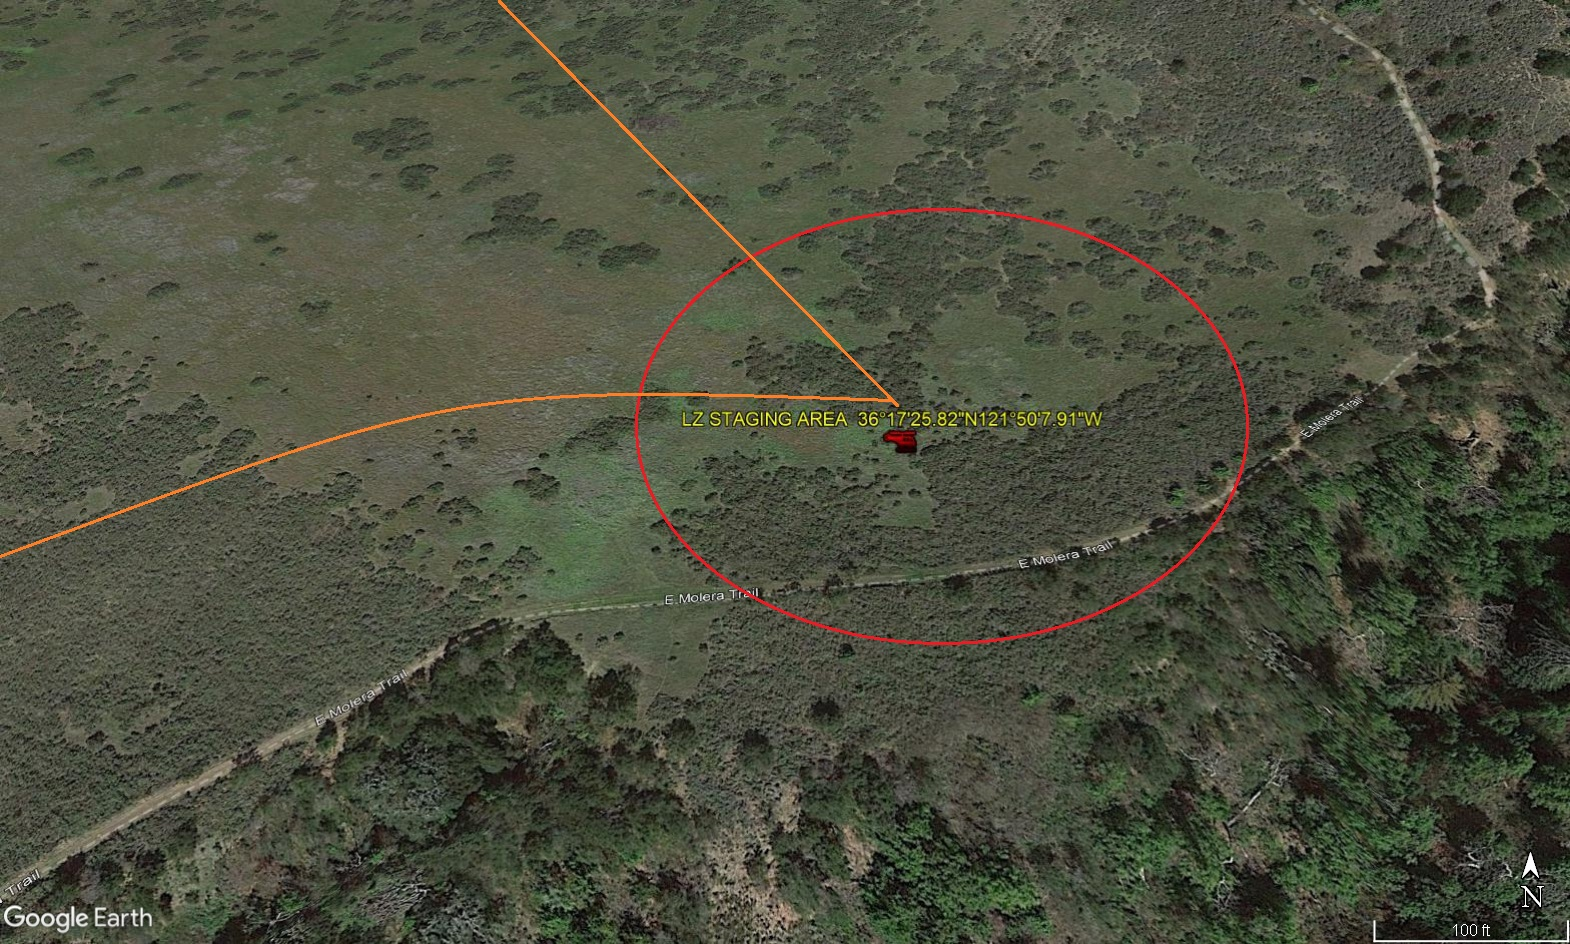 E Molera Trail
LZ STAGING AREA  36°17'25.82"N121°50'7.91"W
E Molera Trail
E Molera Trail
E Molera Trail
Trail
Google Earth
N
100 ft